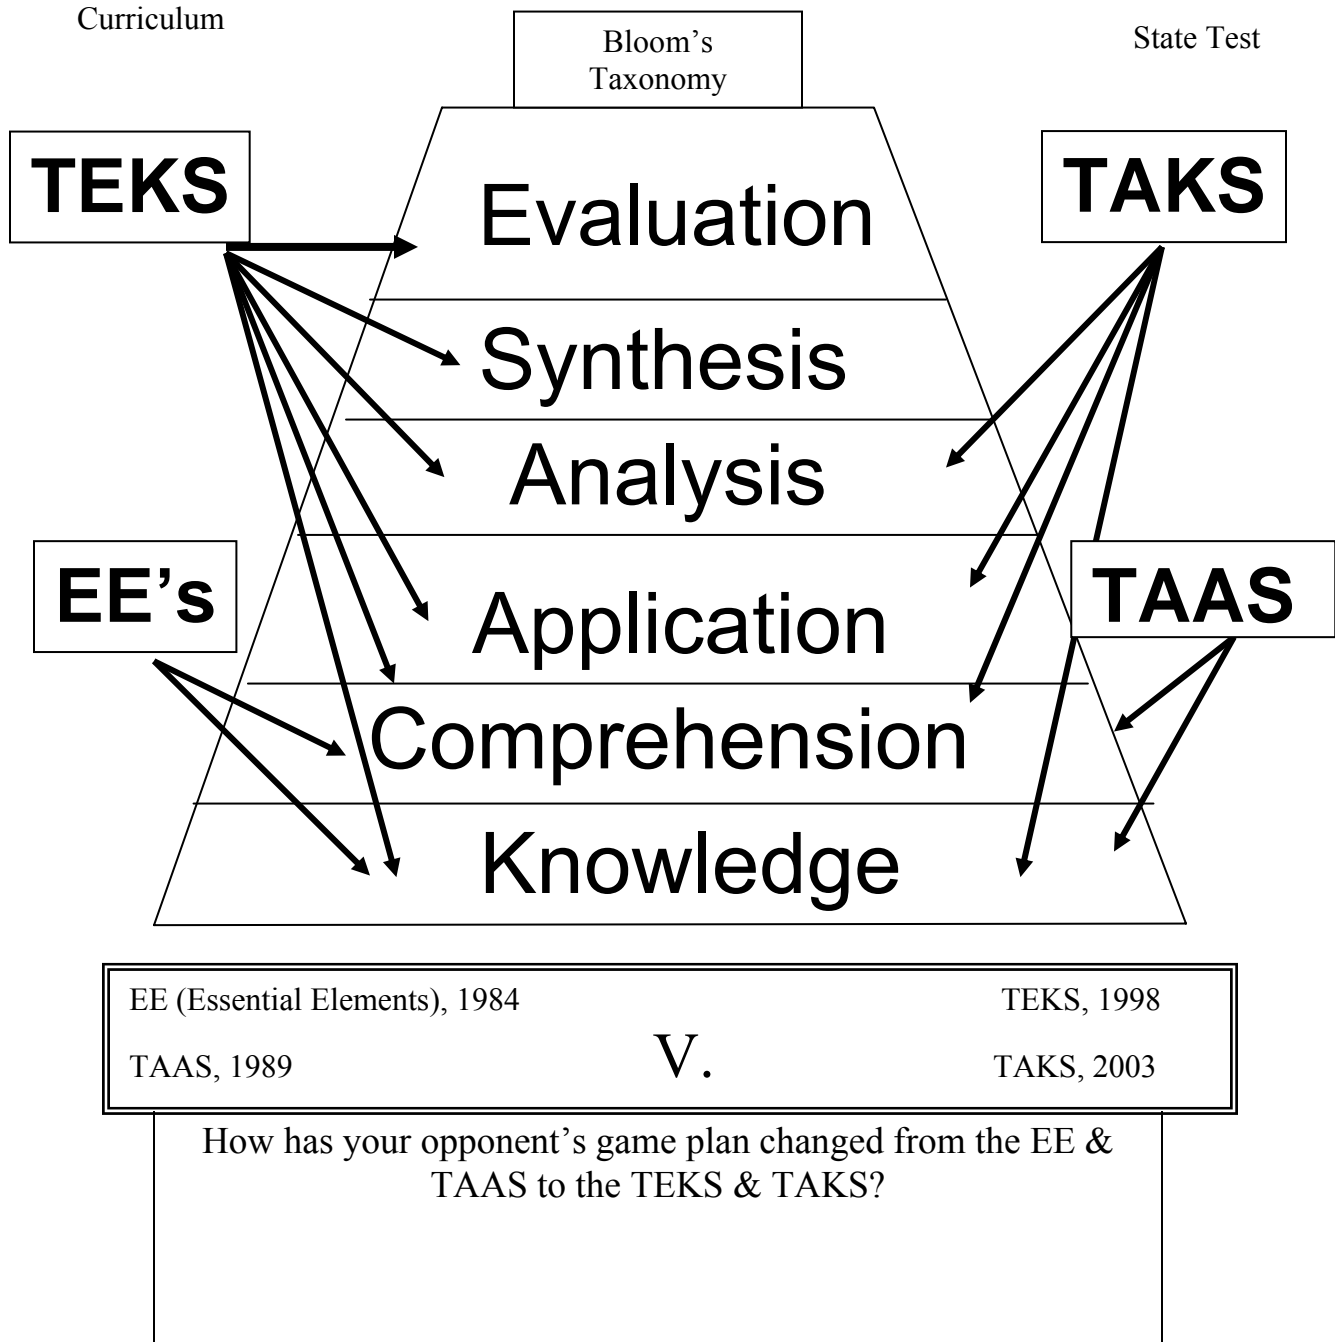 Curriculum
Bloom’s
Taxonomy
State Test
TEKS
TAKS
Evaluation
Synthesis
Analysis
EE’s
TAAS
Application
Comprehension
Knowledge
EE (Essential Elements), 1984
TEKS, 1998
V.
TAAS, 1989
TAKS, 2003
How has your opponent’s game plan changed from the EE &
TAAS to the TEKS & TAKS?